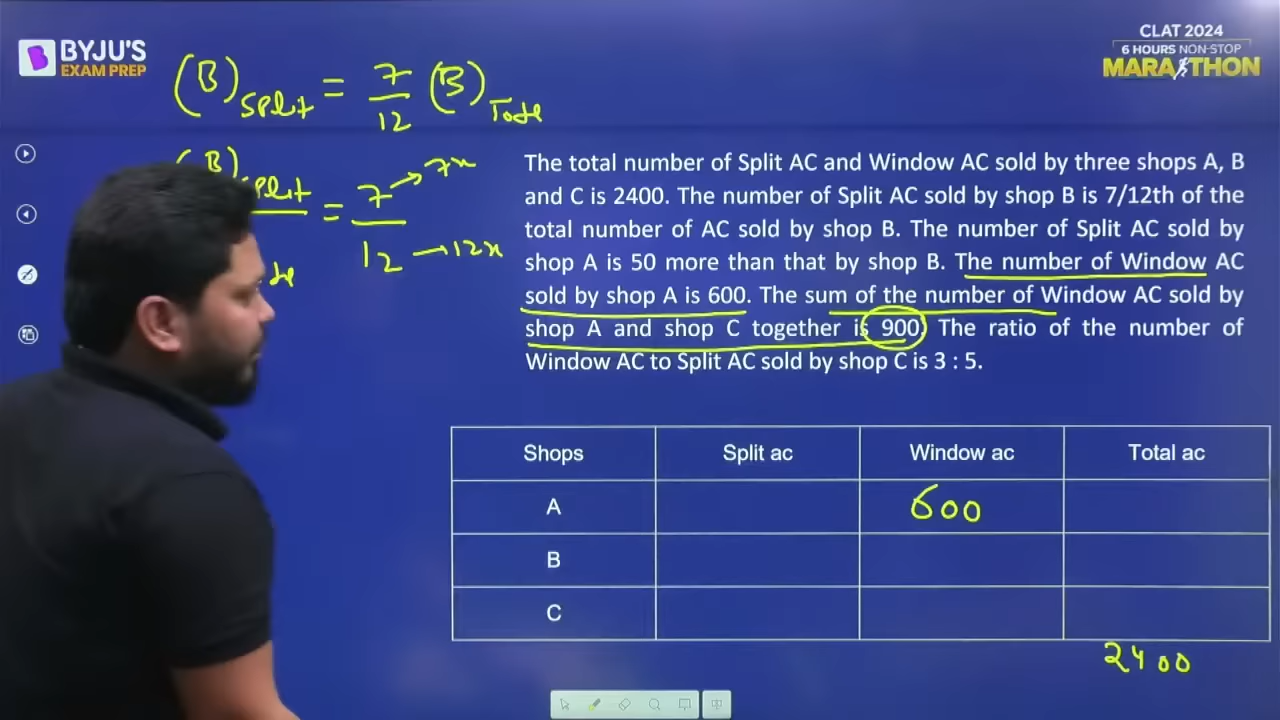 BYJU'S
EXAM PREP
CLAT 2024
6 HOURS NON-STOP
MARATHON
(B) Split = 7/12 (B)
(B) Split = 7 → 7x
12 → 12x
The total number of Split AC and Window AC sold by three shops A, B
and C is 2400. The number of Split AC sold by shop B is 7/12th of the
total number of AC sold by shop B. The number of Split AC sold by
shop A is 50 more than that by shop B. The number of Window AC
sold by shop A is 600. The sum of the number of Window AC sold by
shop A and shop C together is 900. The ratio of the number of
Window AC to Split AC sold by shop C is 3 : 5.
Shops Split ac Window ac Total ac
A 600
B
C
2400